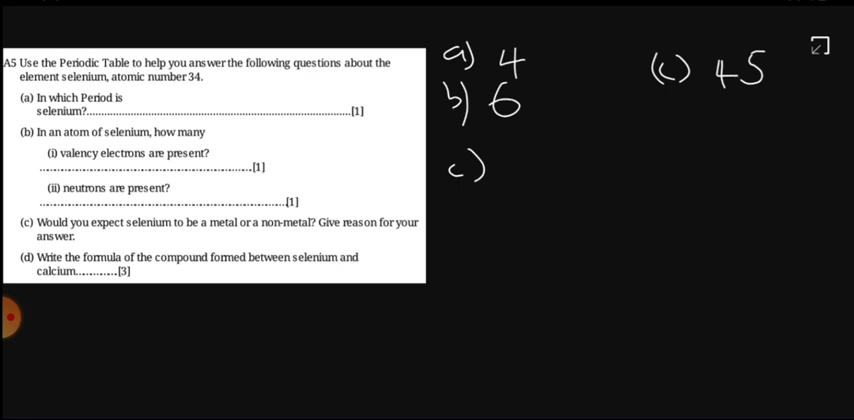 A5 Use the Periodic Table to help you answer the following questions about the
element selenium, atomic number 34.
(a) In which Period is
selenium?..........................................................................................[1]
(b) In an atom of selenium, how many
(i) valency electrons are present?
........................................................................[1]
(ii) neutrons are present?
....................................................................................[1]
(c) Would you expect selenium to be a metal or a non-metal? Give reason for your
answer.
(d) Write the formula of the compound formed between selenium and
calcium.............[3]
a) 4
b) 6
c)
(c) 45